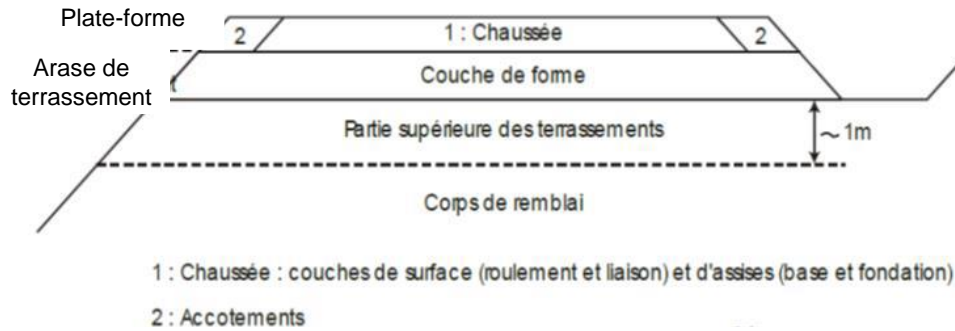 Plate-forme
2
1 : Chaussée
2
Arase de
terrassement
Couche de forme
Partie supérieure des terrassements
~ 1m
Corps de remblai
1 : Chaussée : couches de surface (roulement et liaison) et d'assises (base et fondation)
2 : Accotements